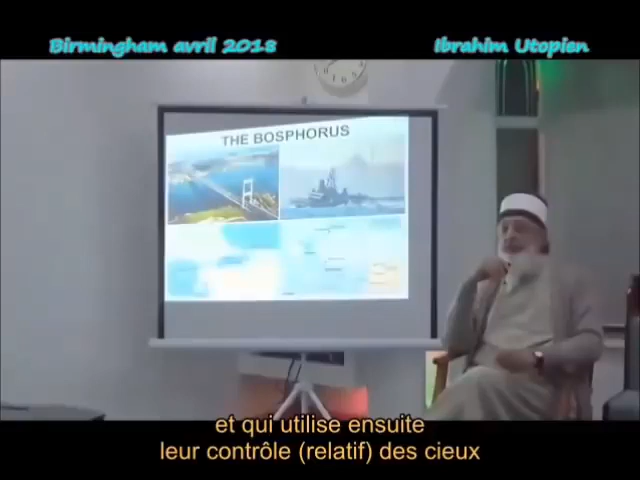 Birmingham avril 2018
Ibrahim Utopien
THE BOSPHORUS
et qui utilise ensuite
leur contrôle (relatif) des cieux